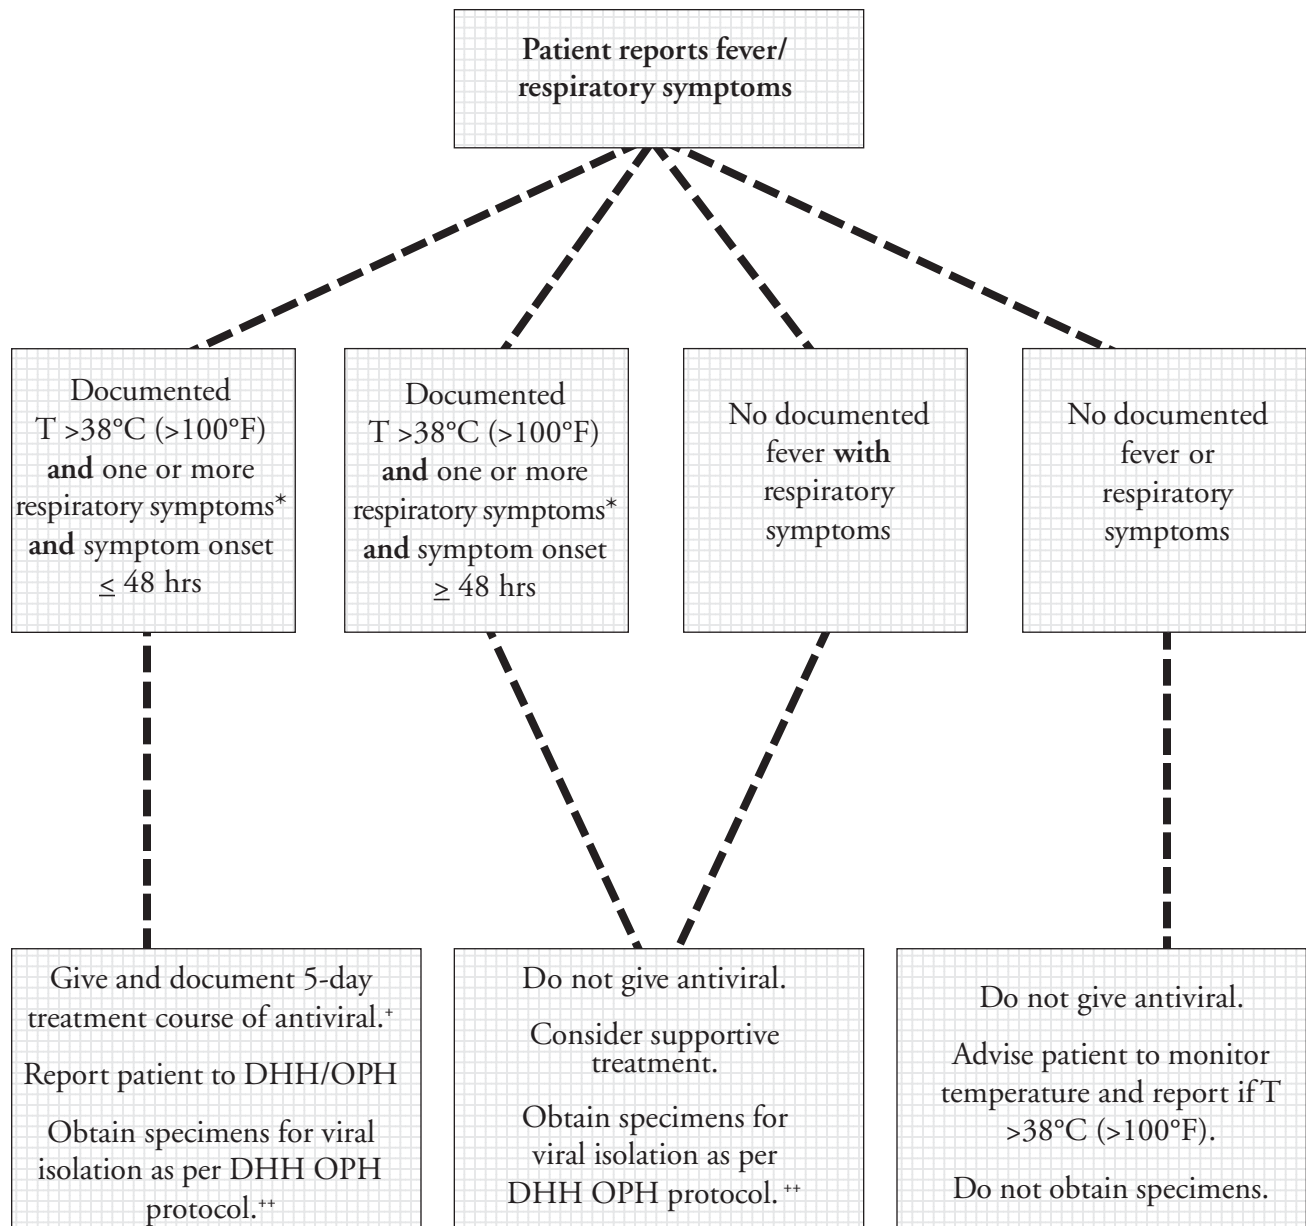 Patient reports fever/
respiratory symptoms
Documented
T >38°C (>100°F)
and one or more
respiratory symptoms*
and symptom onset
≤ 48 hrs
Documented
T >38°C (>100°F)
and one or more
respiratory symptoms*
and symptom onset
≥ 48 hrs
No documented
fever with
respiratory
symptoms
No documented
fever or
respiratory
symptoms
Give and document 5-day
treatment course of antiviral.+
Report patient to DHH/OPH
Obtain specimens for viral
isolation as per DHH OPH
protocol.++
Do not give antiviral.
Consider supportive
treatment.
Obtain specimens for
viral isolation as per
DHH OPH protocol. ++
Do not give antiviral.
Advise patient to monitor
temperature and report if T
>38°C (>100°F).
Do not obtain specimens.